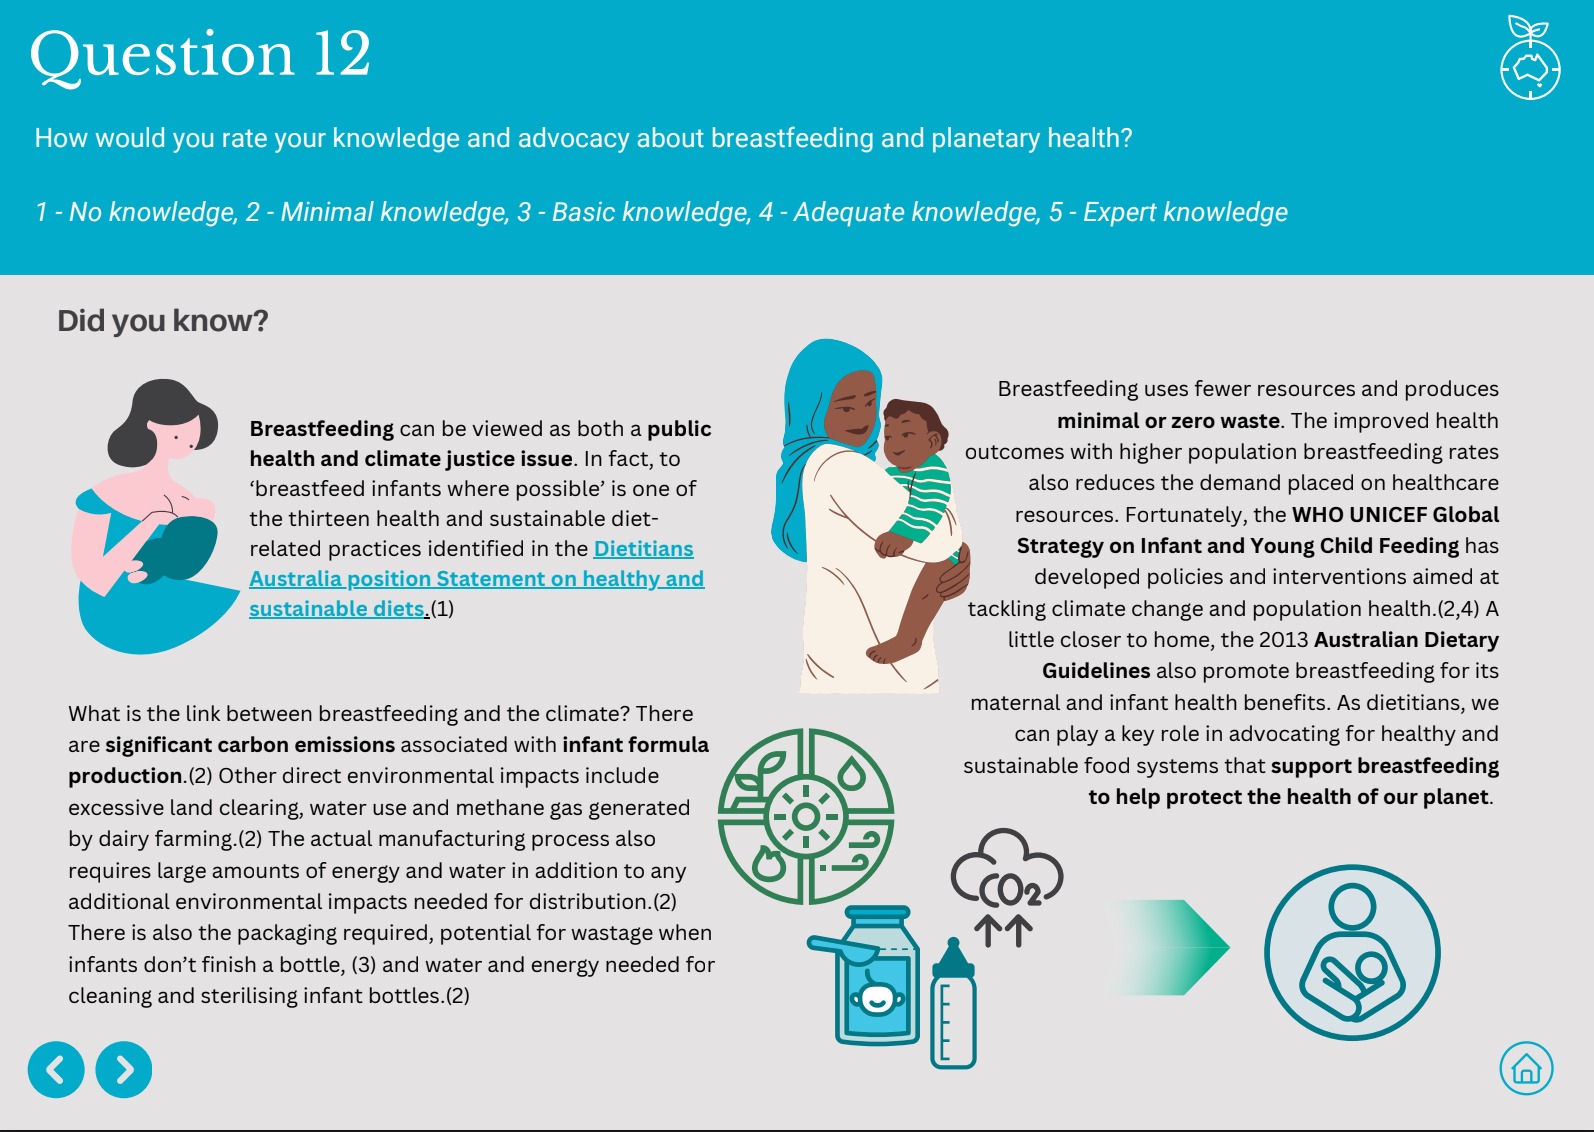 Question 12
How would you rate your knowledge and advocacy about breastfeeding and planetary health?
1 - No knowledge, 2 - Minimal knowledge, 3 - Basic knowledge, 4 - Adequate knowledge, 5 - Expert knowledge
Did you know?
Breastfeeding can be viewed as both a public
health and climate justice issue. In fact, to
‘breastfeed infants where possible’ is one of
the thirteen health and sustainable diet-
related practices identified in the Dietitians
Australia position Statement on healthy and
sustainable diets.(1)
What is the link between breastfeeding and the climate? There
are significant carbon emissions associated with infant formula
production.(2) Other direct environmental impacts include
excessive land clearing, water use and methane gas generated
by dairy farming.(2) The actual manufacturing process also
requires large amounts of energy and water in addition to any
additional environmental impacts needed for distribution.(2)
There is also the packaging required, potential for wastage when
infants don’t finish a bottle, (3) and water and energy needed for
cleaning and sterilising infant bottles.(2)
Breastfeeding uses fewer resources and produces
minimal or zero waste. The improved health
outcomes with higher population breastfeeding rates
also reduces the demand placed on healthcare
resources. Fortunately, the WHO UNICEF Global
Strategy on Infant and Young Child Feeding has
developed policies and interventions aimed at
tackling climate change and population health.(2,4) A
little closer to home, the 2013 Australian Dietary
Guidelines also promote breastfeeding for its
maternal and infant health benefits. As dietitians, we
can play a key role in advocating for healthy and
sustainable food systems that support breastfeeding
to help protect the health of our planet.
CO2